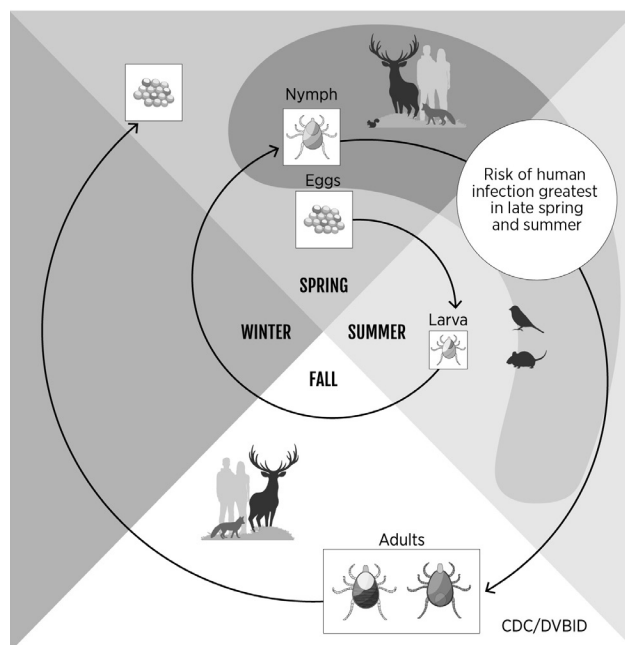 Nymph
Eggs
Risk of human
infection greatest
in late spring
and summer
SPRING
WINTER
SUMMER
Larva
FALL
Adults
CDC/DVBID